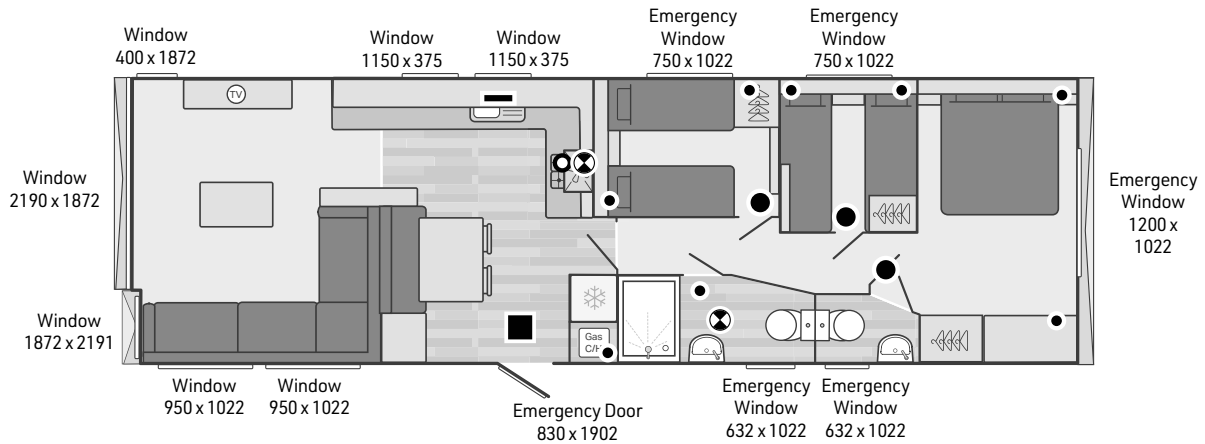 Window
400 x 1872
Window
1150 x 375
Window
1150 x 375
Emergency
Window
750 x 1022
Emergency
Window
750 x 1022
TV
Window
2190 x 1872
Emergency
Window
1200 x
1022
Window
1872 x 2191
Gas
C/H
Window
950 x 1022
Window
950 x 1022
Emergency Door
830 x 1902
Emergency
Window
632 x 1022
Emergency
Window
632 x 1022